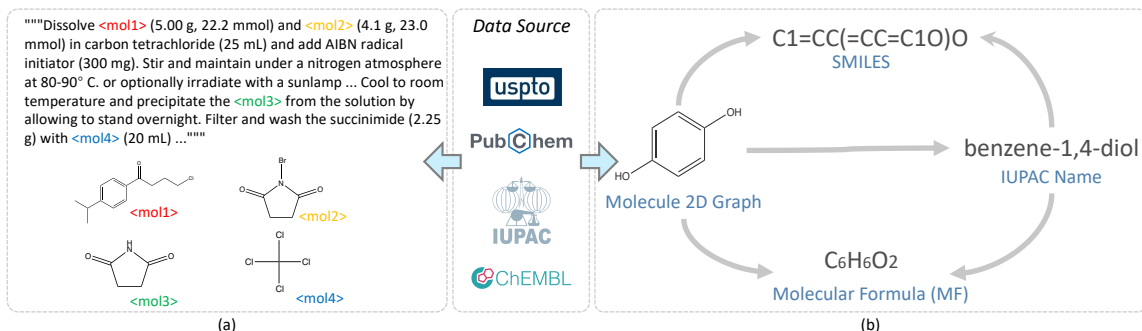 """Dissolve <mol1> (5.00 g, 22.2 mmol) and <mol2> (4.1 g, 23.0
mmol) in carbon tetrachloride (25 mL) and add AIBN radical
initiator (300 mg). Stir and maintain under a nitrogen atmosphere
at 80-90° C. or optionally irradiate with a sunlamp ... Cool to room
temperature and precipitate the <mol3> from the solution by
allowing to stand overnight. Filter and wash the succinimide (2.25
g) with <mol4> (20 mL) ..."""
O
Cl
<mol1>
Br
O
N
O
<mol2>
H
O
N
O
<mol3>
Cl
Cl
Cl
Cl
<mol4>
(a)
Data Source
uspto
PubChem
IUPAC
ChEMBL
C1=CC(=CC=C1O)O
SMILES
OH
HO
Molecule 2D Graph
benzene-1,4-diol
IUPAC Name
C6H6O2
Molecular Formula (MF)
(b)